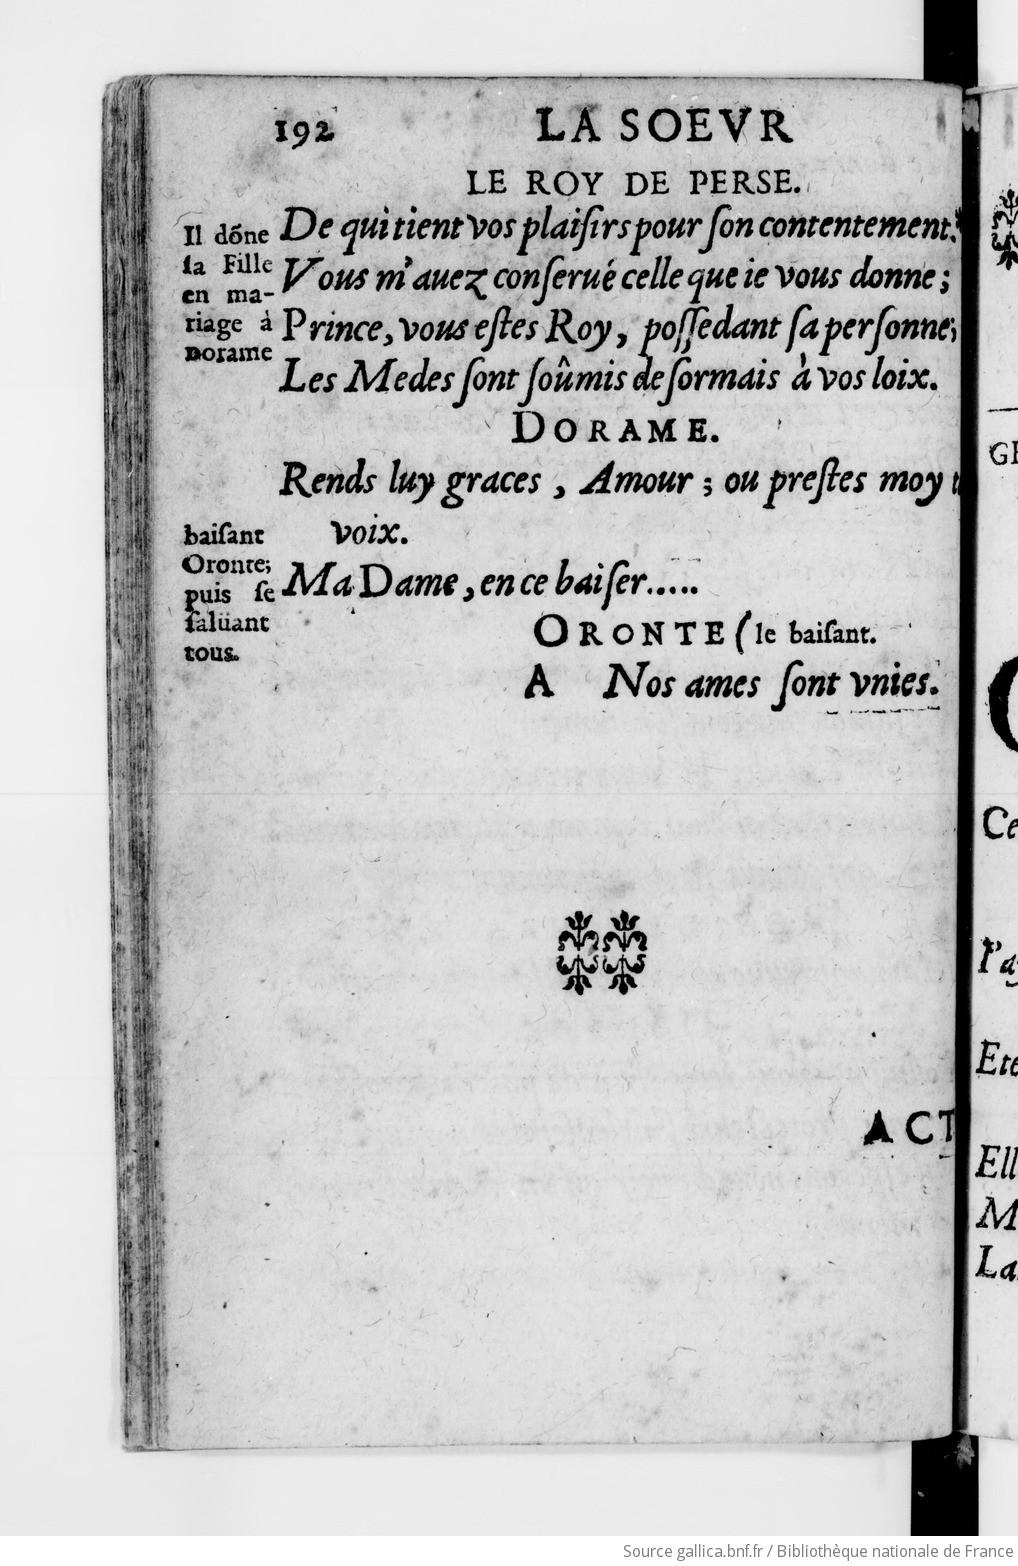 192 LA SOEVR
LE ROY DE PERSE.
Il dõne
sa Fille
en ma-
riage à
Dorame
De qui tient vos plaiſirs pour ſon contentement.
Vous m'auez conſerué celle que ie vous donne;
Prince, vous eſtes Roy, poſſedant ſa perſonne;
Les Medes ſont ſoûmis deſormais à vos loix.
DORAME.
Rends luy graces, Amour; ou preſtes moy
voix.
baiſant
Oronte;
puis ſe
ſalüant
tous.
Ma Dame, en ce baiſer.....
ORONTE (le baiſant.
A Nos ames ſont vnies.
ACT
GE
Ce
Ete
Ell
M
La
Source gallica.bnf.fr / Bibliothèque nationale de France